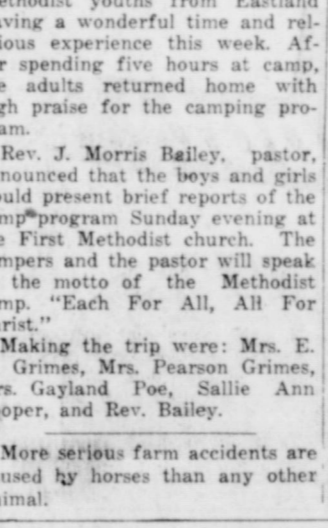 ethodist youths from Eastland
aving a wonderful time and rel-
ious experience this week. Af-
r spending five hours at camp,
e adults returned home with
gh praise for the camping pro-
am.
Rev. J. Morris Bailey, pastor,
nounced that the boys and girls
ould present brief reports of the
mp program Sunday evening at
e First Methodist church. The
mpers and the pastor will speak
the motto of the Methodist
mp. "Each For All, All For
rist."
Making the trip were: Mrs. E.
Grimes, Mrs. Pearson Grimes,
rs. Gayland Poe, Sallie Ann
ooper, and Rev. Bailey.
More serious farm accidents are
used by horses than any other
nimal.